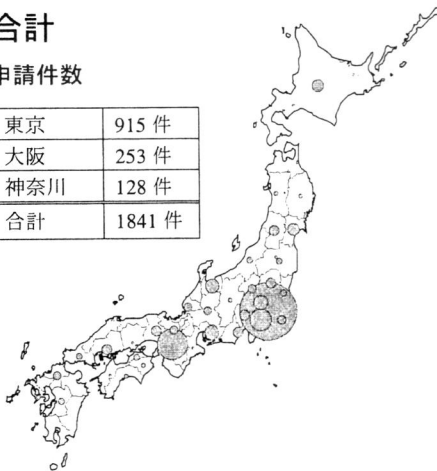 合計
申請件数
東京 915 件
大阪 253 件
神奈川 128 件
合計 1841 件